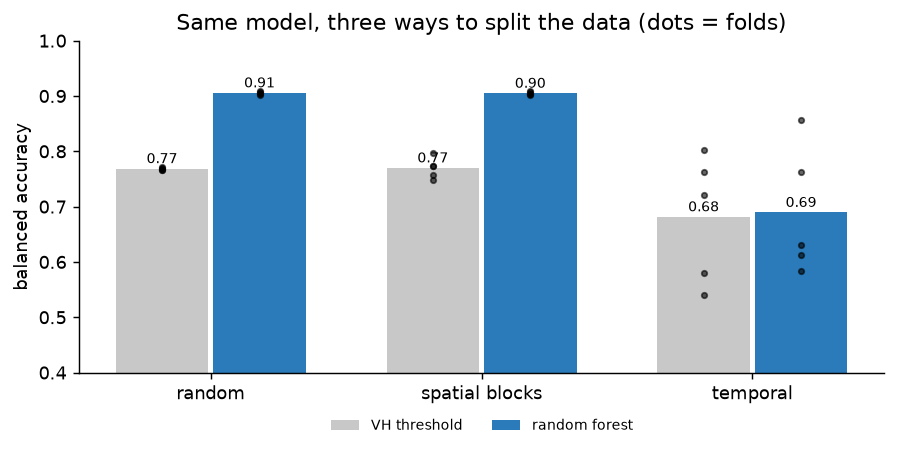 Same model, three ways to split the data (dots = folds)
balanced accuracy
1.0
0.9
0.8
0.7
0.6
0.5
0.4
0.77
0.91
0.77
0.90
0.68
0.69
random
spatial blocks
temporal
VH threshold
random forest